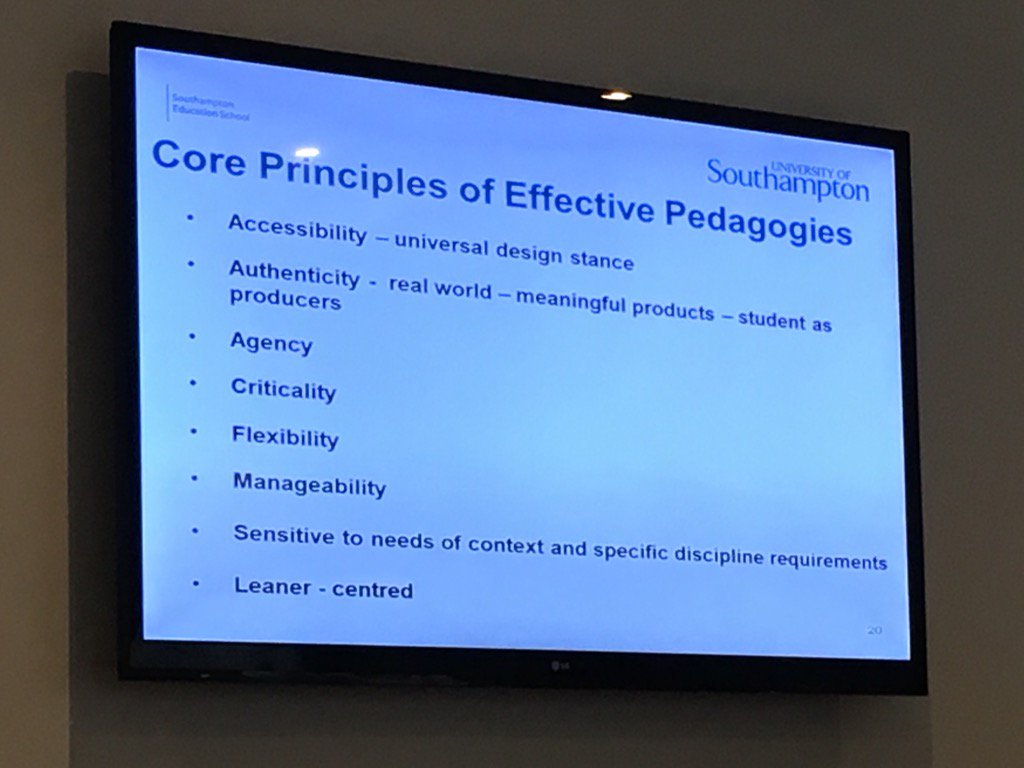 Southampton
Education School
UNIVERSITY OF
Southampton
Core Principles of Effective Pedagogies
• Accessibility – universal design stance
• Authenticity - real world – meaningful products – student as
producers
• Agency
• Criticality
• Flexibility
• Manageability
• Sensitive to needs of context and specific discipline requirements
• Leaner - centred
20
LG